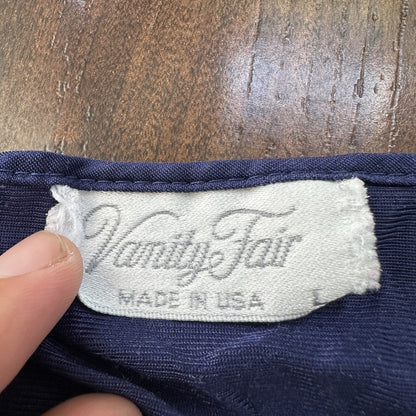 Vanity Fair
MADE IN USA L